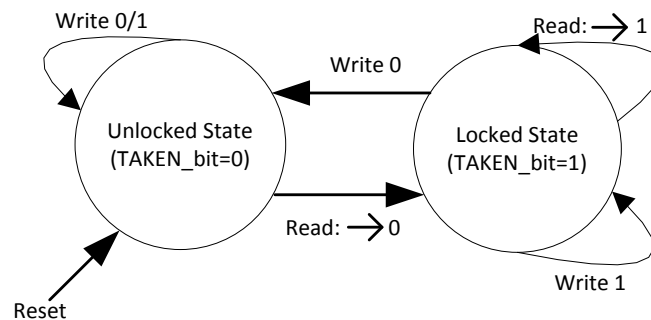 Write 0/1
Read: → 1
Write 0
Unlocked State
(TAKEN_bit=0)
Locked State
(TAKEN_bit=1)
Read: → 0
Write 1
Reset